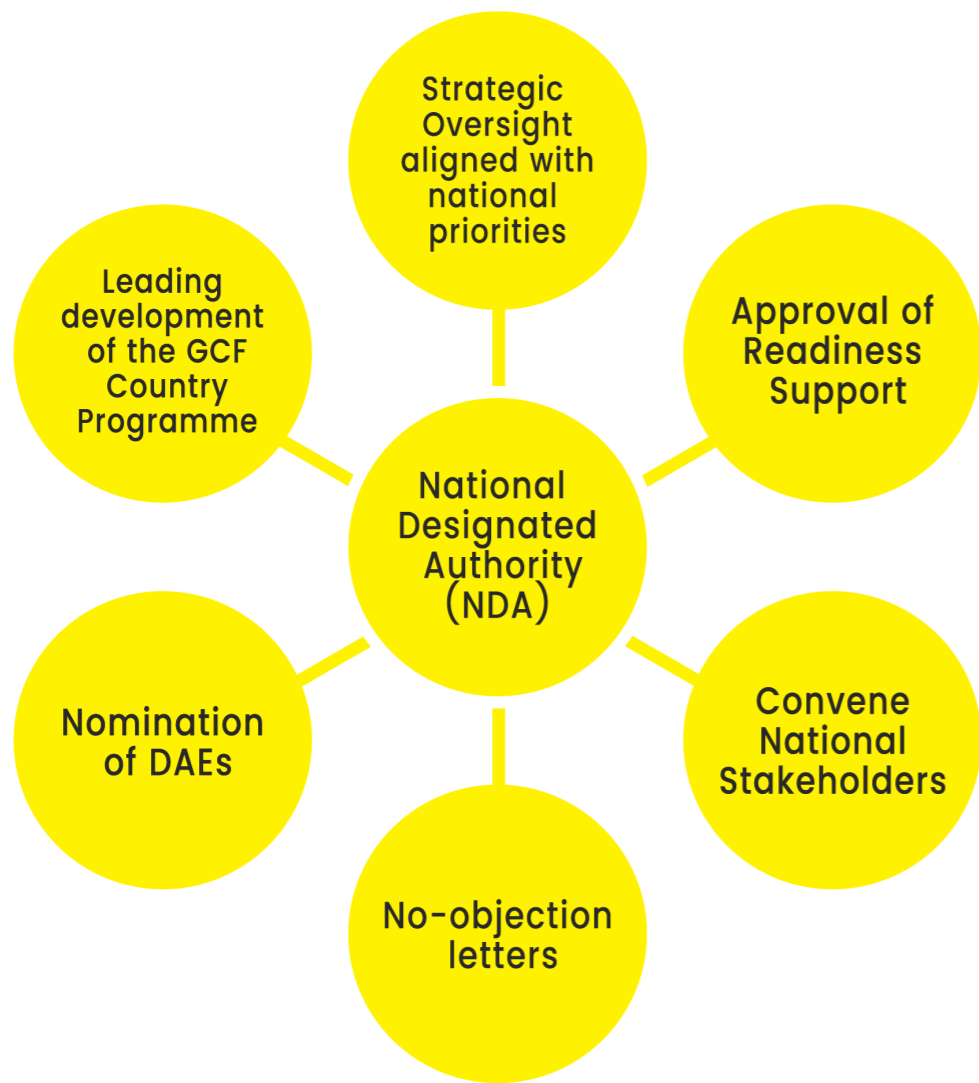 Strategic
Oversight
aligned with
national
priorities
Approval of
Readiness
Support
Convene
National
Stakeholders
No-objection
letters
Nomination
of DAEs
Leading
development
of the GCF
Country
Programme
National
Designated
Authority
(NDA)